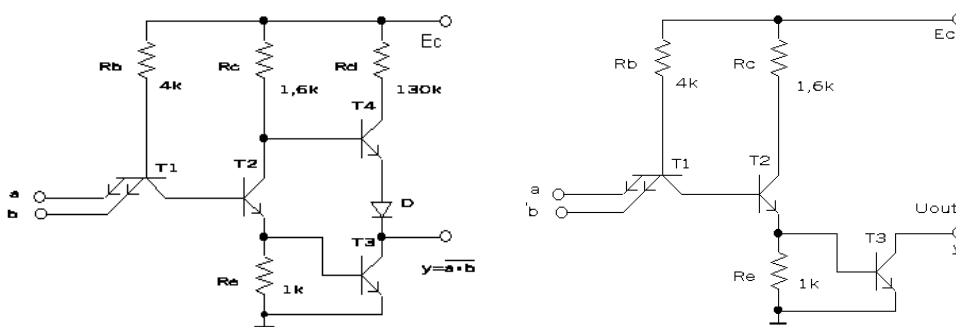 Ec
Rb
Rc
Rd
4k
1,6k
130k
T4
T1
T2
a
b
D
T3
y=a·b
Re
1k
Ec
Rb
Rc
4k
1,6k
T1
T2
a
'b
Uout
T3
y
Re
1k